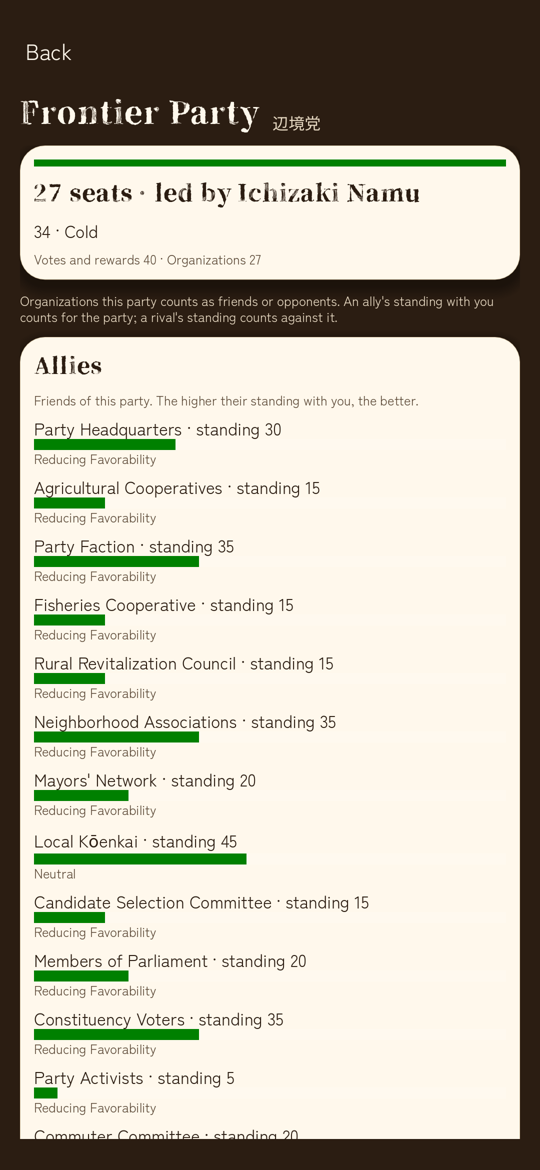 Back
Frontier Party 辺境党
27 seats · led by Ichizaki Namu
34 · Cold
Votes and rewards 40 · Organizations 27
Organizations this party counts as friends or opponents. An ally's standing with you
counts for the party; a rival's standing counts against it.
Allies
Friends of this party. The higher their standing with you, the better.
Party Headquarters · standing 30
Reducing Favorability
Agricultural Cooperatives · standing 15
Reducing Favorability
Party Faction · standing 35
Reducing Favorability
Fisheries Cooperative · standing 15
Reducing Favorability
Rural Revitalization Council · standing 15
Reducing Favorability
Neighborhood Associations · standing 35
Reducing Favorability
Mayors' Network · standing 20
Reducing Favorability
Local Kōenkai · standing 45
Neutral
Candidate Selection Committee · standing 15
Reducing Favorability
Members of Parliament · standing 20
Reducing Favorability
Constituency Voters · standing 35
Reducing Favorability
Party Activists · standing 5
Reducing Favorability
Commuter Committee · standing 20